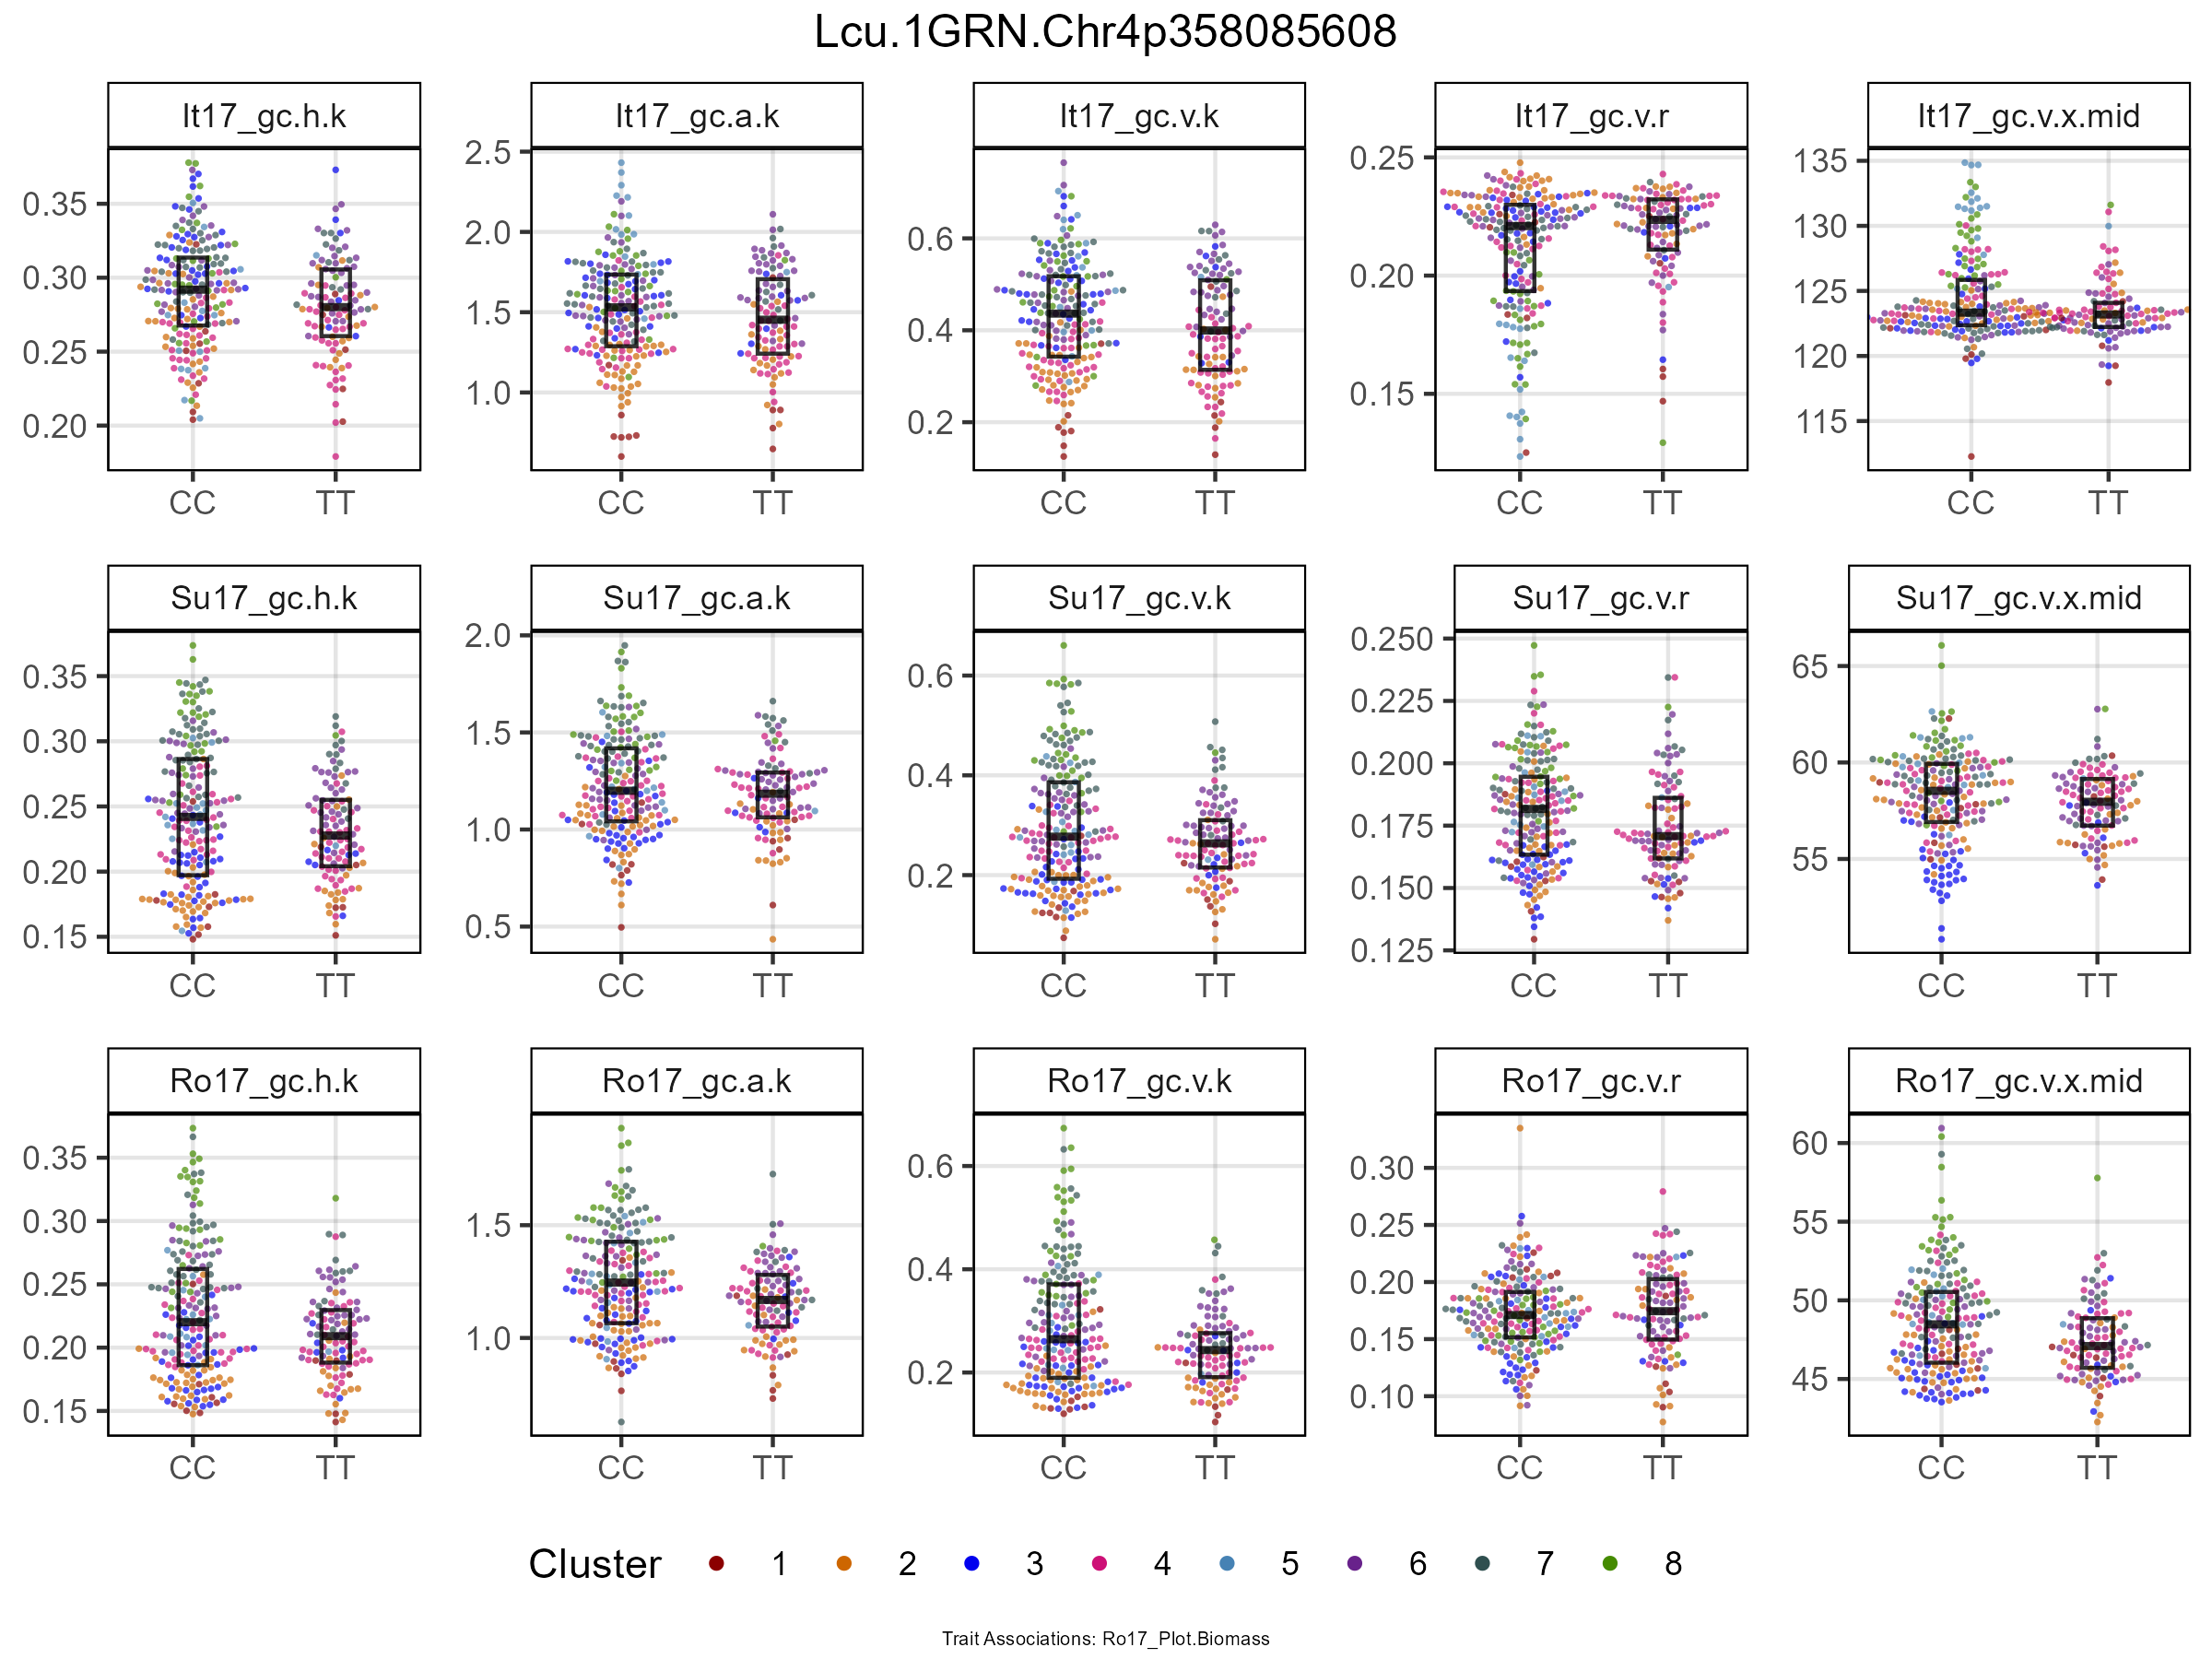 Lcu.1GRN.Chr4p358085608
It17_gc.h.k
It17_gc.a.k
It17_gc.v.k
It17_gc.v.r
It17_gc.v.x.mid
0.35
0.30
0.25
0.20
2.5
2.0
1.5
1.0
0.6
0.4
0.2
0.25
0.20
0.15
135
130
125
120
115
CC TT
CC TT
CC TT
CC TT
CC TT
Su17_gc.h.k
Su17_gc.a.k
Su17_gc.v.k
Su17_gc.v.r
Su17_gc.v.x.mid
0.35
0.30
0.25
0.20
0.15
2.0
1.5
1.0
0.5
0.6
0.4
0.2
0.250
0.225
0.200
0.175
0.150
0.125
65
60
55
CC TT
CC TT
CC TT
CC TT
CC TT
Ro17_gc.h.k
Ro17_gc.a.k
Ro17_gc.v.k
Ro17_gc.v.r
Ro17_gc.v.x.mid
0.35
0.30
0.25
0.20
0.15
1.5
1.0
0.6
0.4
0.2
0.30
0.25
0.20
0.15
0.10
60
55
50
45
CC TT
CC TT
CC TT
CC TT
CC TT
Cluster 1 2 3 4 5 6 7 8
Trait Associations: Ro17_Plot.Biomass